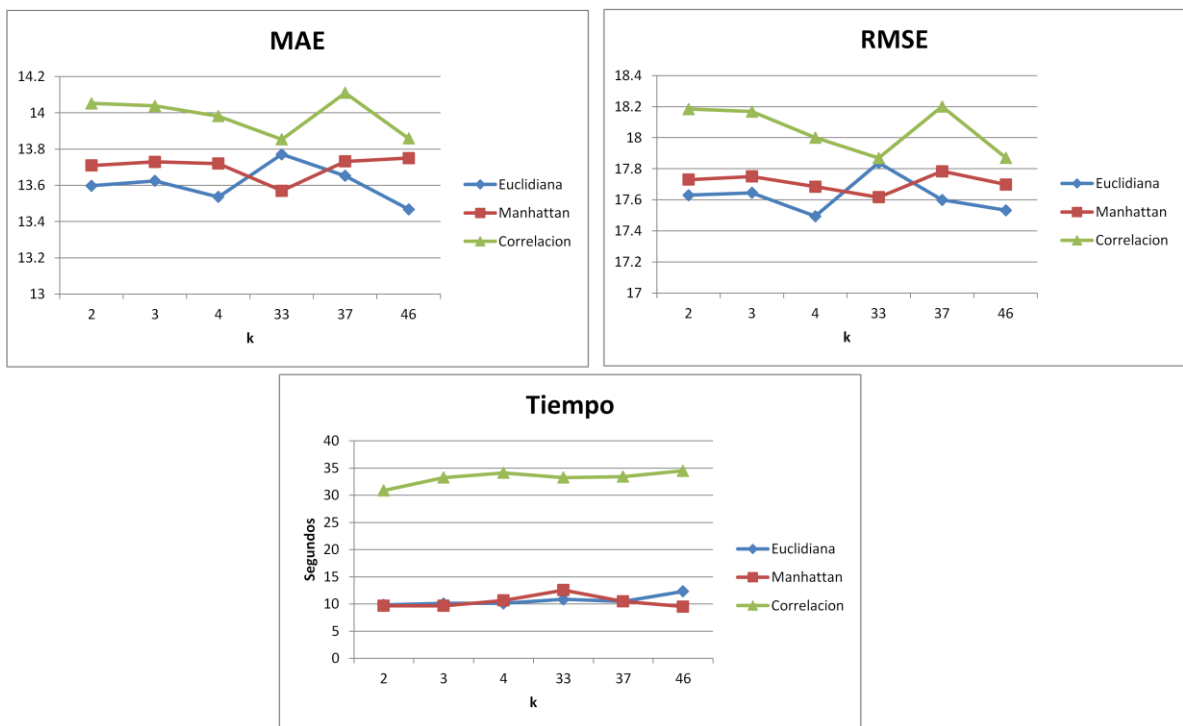 MAE
14.2
14
13.8
13.6
13.4
13.2
13
2 3 4 33 37 46
k
Euclidiana
Manhattan
Correlacion
RMSE
18.4
18.2
18
17.8
17.6
17.4
17.2
17
2 3 4 33 37 46
k
Euclidiana
Manhattan
Correlacion
Tiempo
Segundos
40
35
30
25
20
15
10
5
0
2 3 4 33 37 46
k
Euclidiana
Manhattan
Correlacion